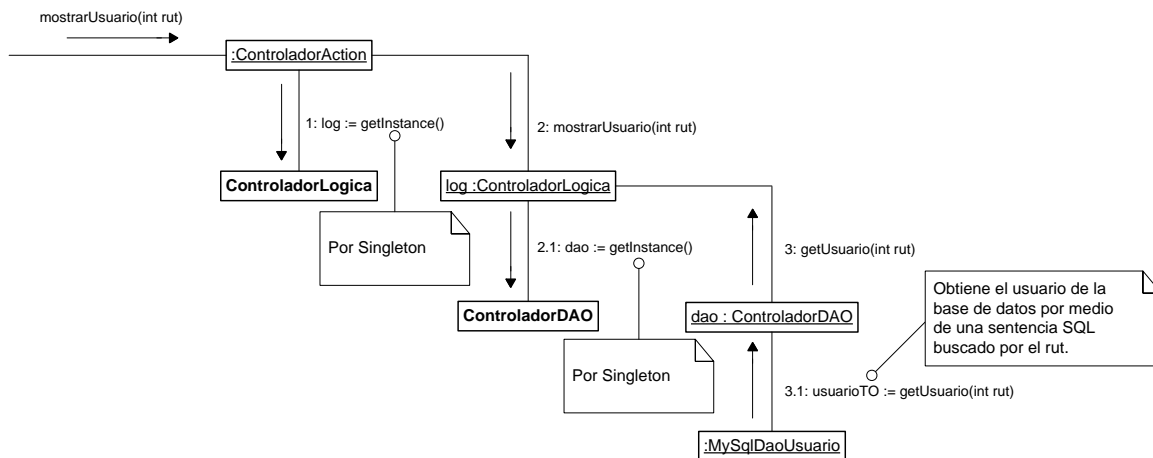 mostrarUsuario(int rut)
:ControladorAction
1: log := getInstance()
2: mostrarUsuario(int rut)
ControladorLogica
log :ControladorLogica
Por Singleton
2.1: dao := getInstance()
3: getUsuario(int rut)
Obtiene el usuario de la
base de datos por medio
de una sentencia SQL
buscado por el rut.
ControladorDAO
dao : ControladorDAO
Por Singleton
3.1: usuarioTO := getUsuario(int rut)
:MySqlDaoUsuario